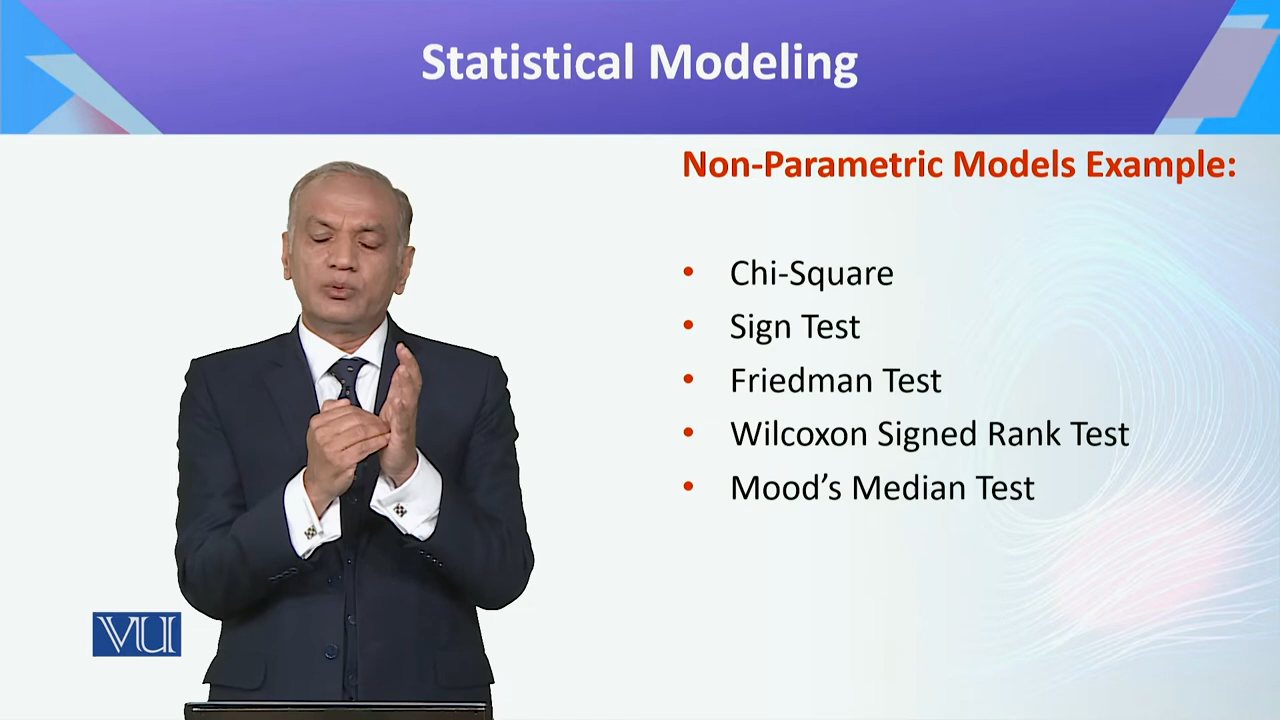 Statistical Modeling
Non-Parametric Models Example:
• Chi-Square
• Sign Test
• Friedman Test
• Wilcoxon Signed Rank Test
• Mood’s Median Test
VU